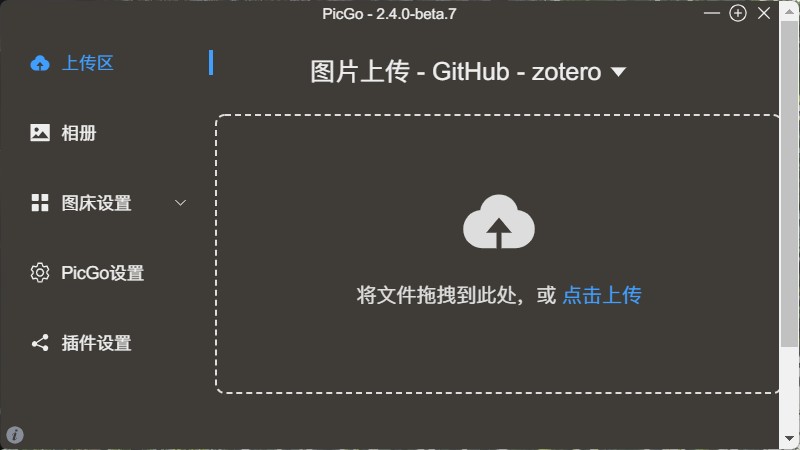 PicGo - 2.4.0-beta.7
上传区
相册
图床设置
PicGo设置
插件设置
图片上传 - GitHub - zotero
将文件拖拽到此处，或 点击上传